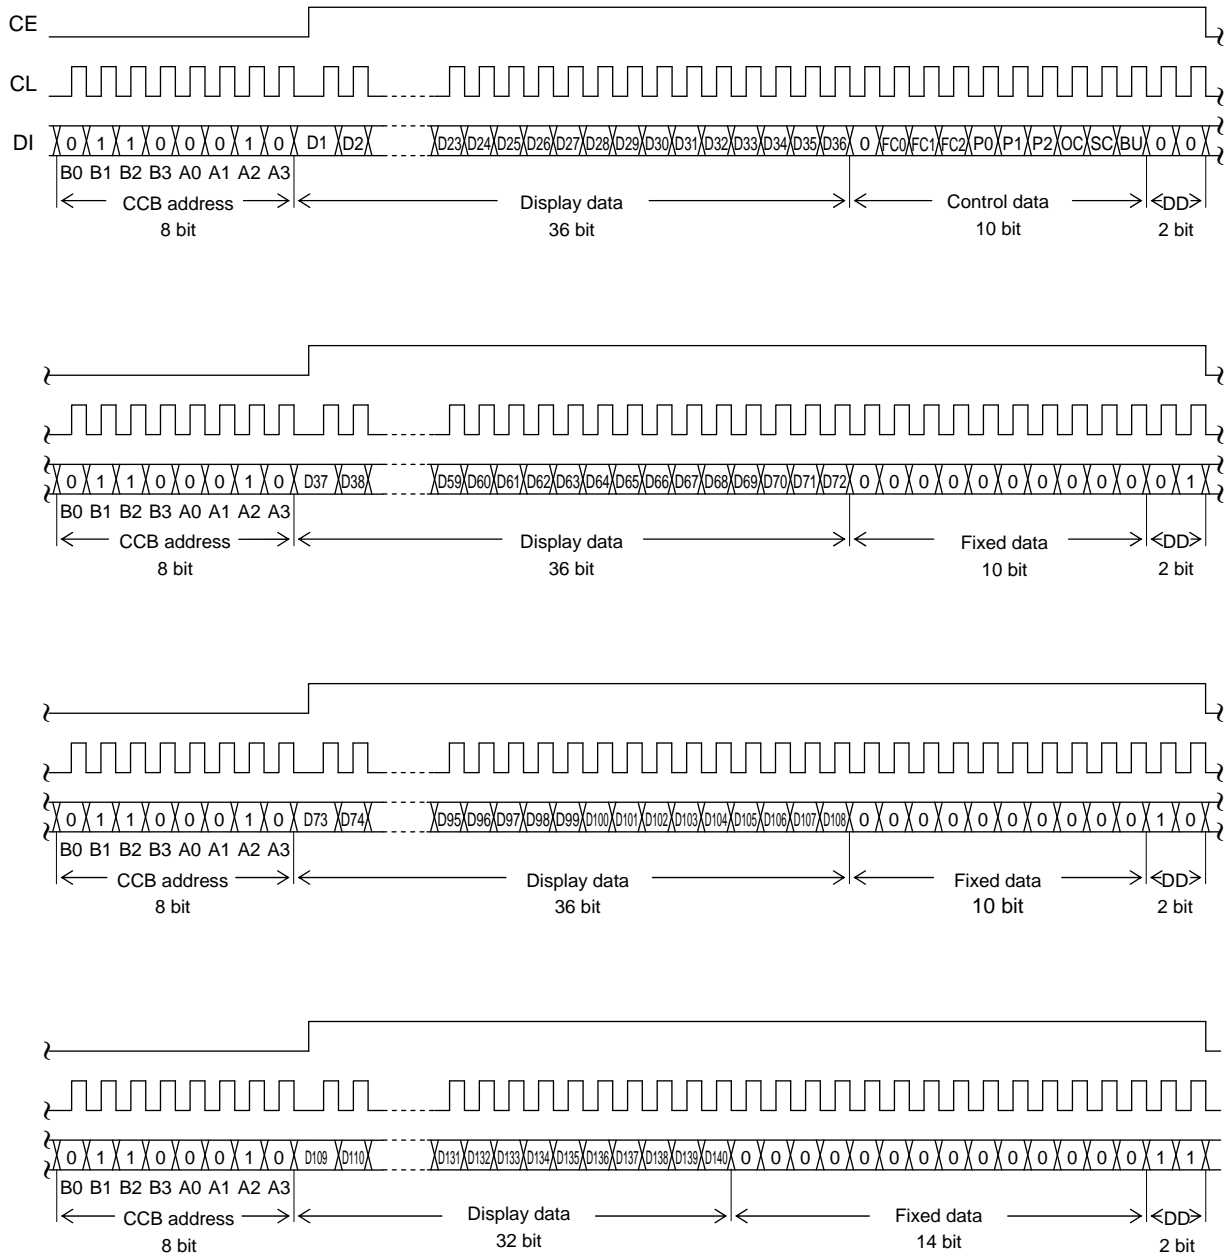 CE
CL
DI 0 1 1 0 0 0 1 0 D1 D2 D23 D24 D25 D26 D27 D28 D29 D30 D31 D32 D33 D34 D35 D36 0 FC0 FC1 FC2 P0 P1 P2 OC SC BU 0 0
B0 B1 B2 B3 A0 A1 A2 A3
CCB address Display data Control data DD
8 bit 36 bit 10 bit 2 bit
0 1 1 0 0 0 1 0 D37 D38 D59 D60 D61 D62 D63 D64 D65 D66 D67 D68 D69 D70 D71 D72 0 0 0 0 0 0 0 0 0 0 0 1
B0 B1 B2 B3 A0 A1 A2 A3
CCB address Display data Fixed data DD
8 bit 36 bit 10 bit 2 bit
0 1 1 0 0 0 1 0 D73 D74 D95 D96 D97 D98 D99 D100 D101 D102 D103 D104 D105 D106 D107 D108 0 0 0 0 0 0 0 0 0 0 1 0
B0 B1 B2 B3 A0 A1 A2 A3
CCB address Display data Fixed data DD
8 bit 36 bit 10 bit 2 bit
0 1 1 0 0 0 1 0 D109 D110 D131 D132 D133 D134 D135 D136 D137 D138 D139 D140 0 0 0 0 0 0 0 0 0 0 0 0 0 0 1 1
B0 B1 B2 B3 A0 A1 A2 A3
CCB address Display data Fixed data DD
8 bit 32 bit 14 bit 2 bit